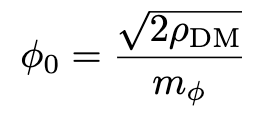 ϕ₀ = √(2ρ_DM) / m_ϕ